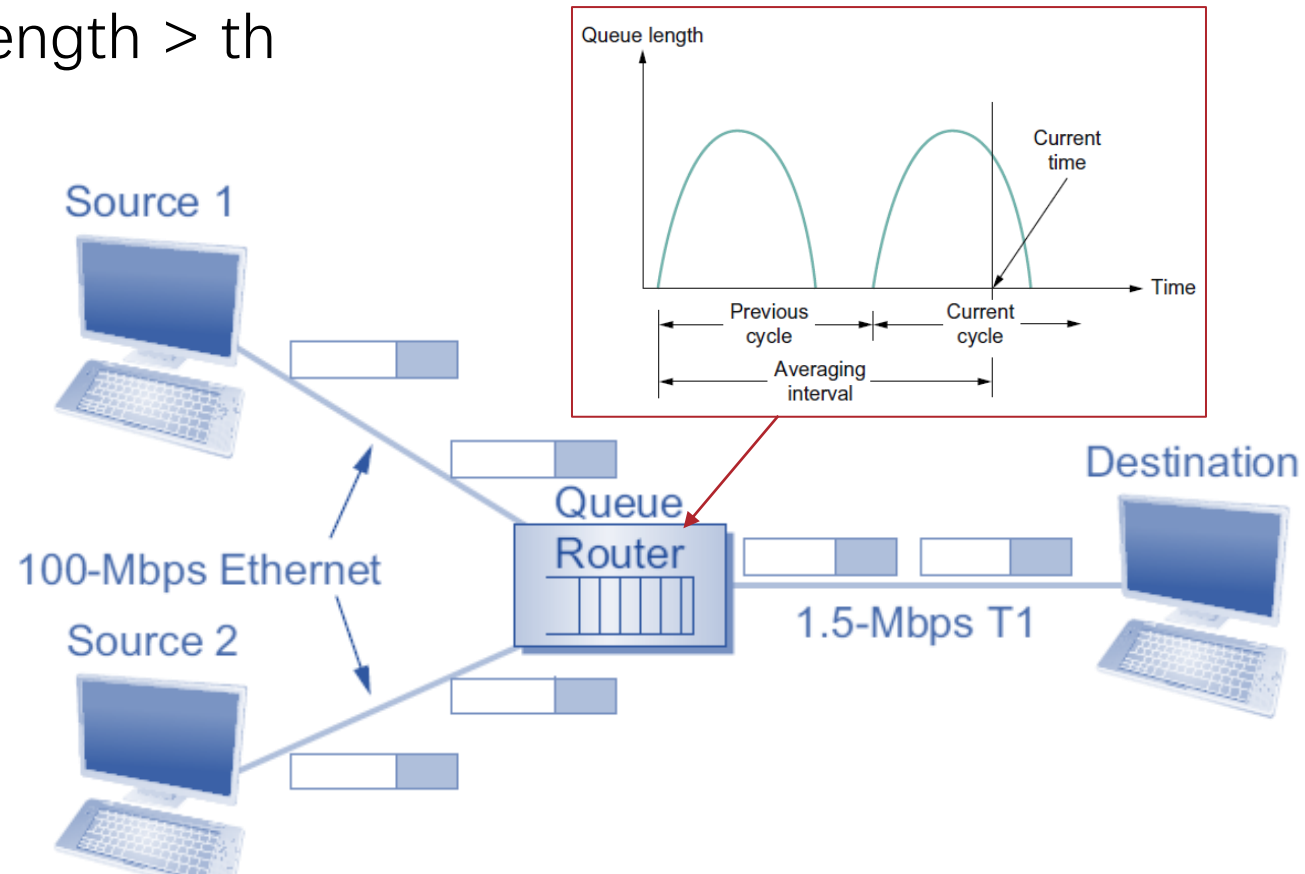 ength > th
Queue length
Current
time
Time
Previous
cycle
Current
cycle
Averaging
interval
Source 1
Queue
Router
Destination
100-Mbps Ethernet
1.5-Mbps T1
Source 2